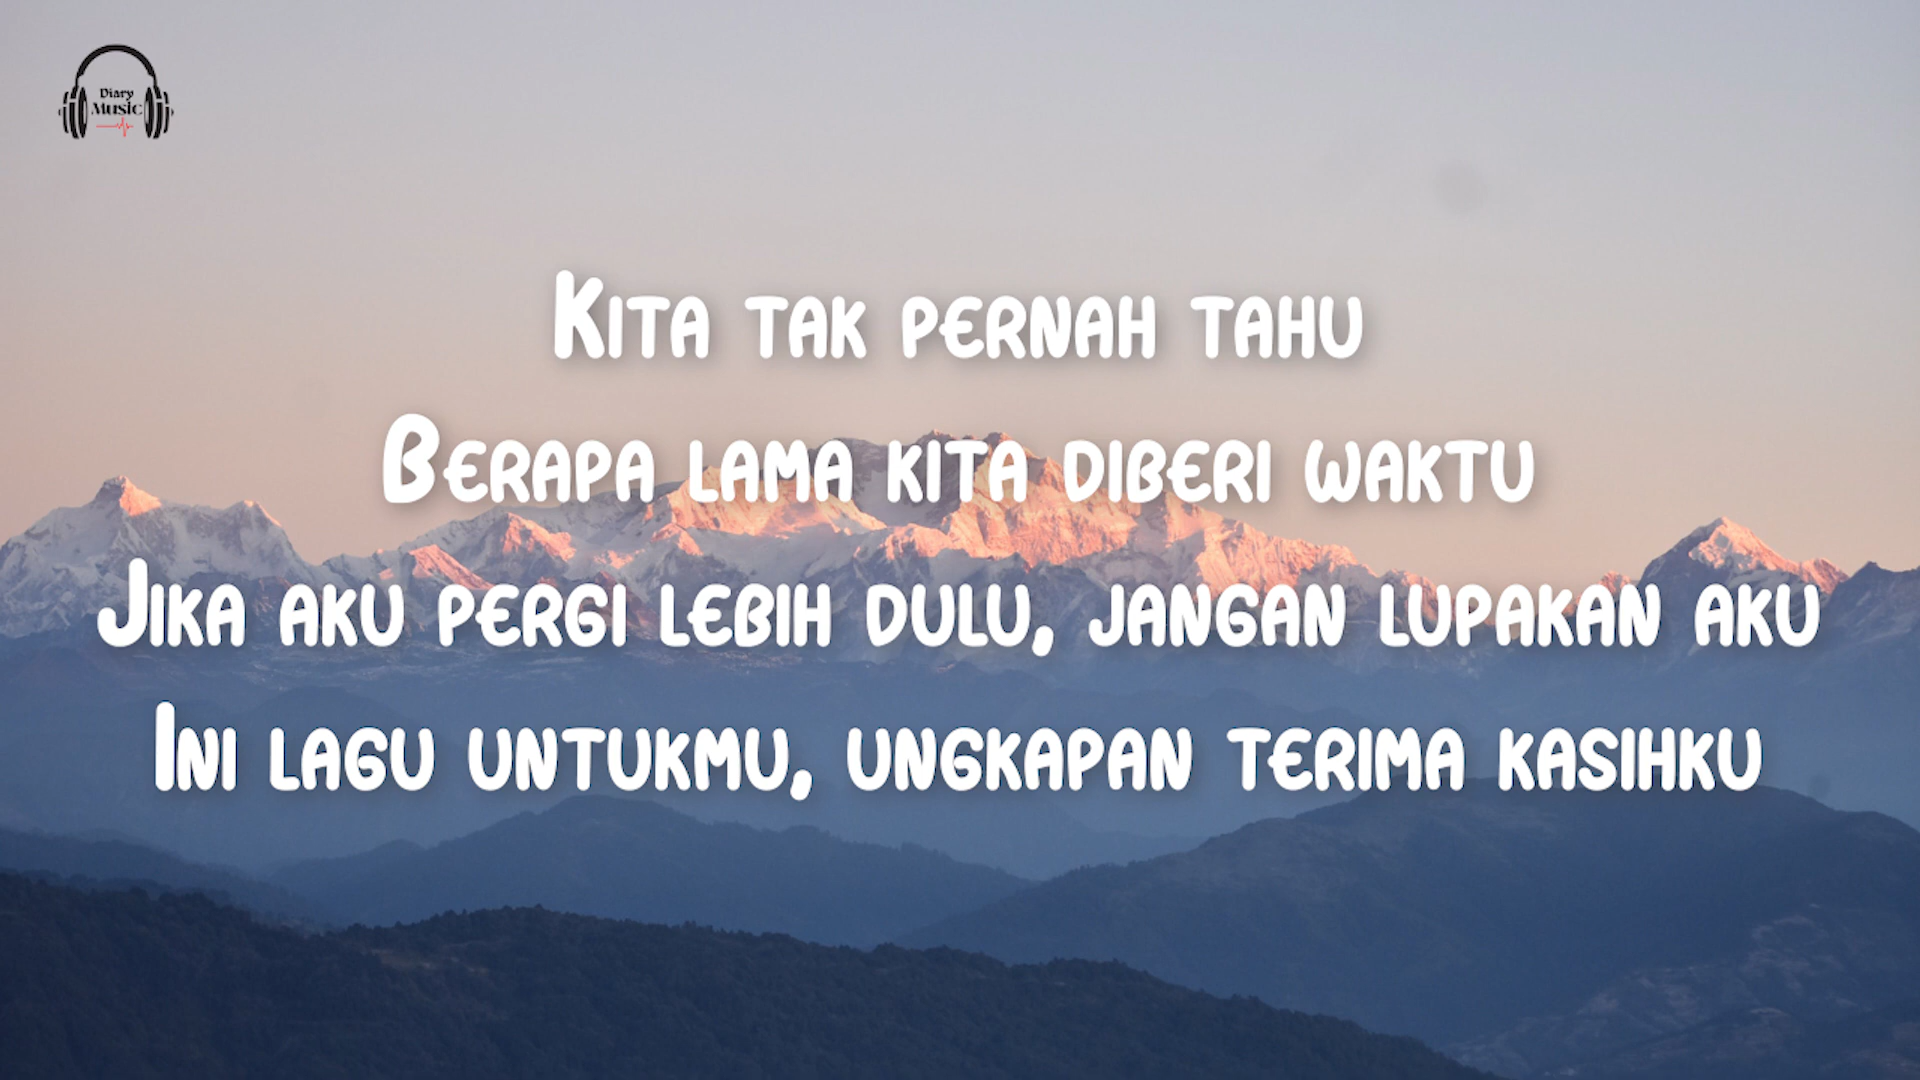 Diary
Music
Kita tak pernah tahu
Berapa lama kita diberi waktu
Jika aku pergi lebih dulu, jangan lupakan aku
Ini lagu untukmu, ungkapan terima kasihku